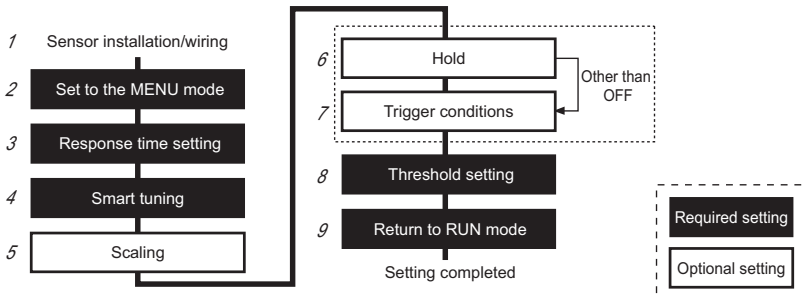 1 Sensor installation/wiring
2 Set to the MENU mode
3 Response time setting
4 Smart tuning
5 Scaling
6 Hold
Other than
OFF
7 Trigger conditions
8 Threshold setting
9 Return to RUN mode
Setting completed
Required setting
Optional setting